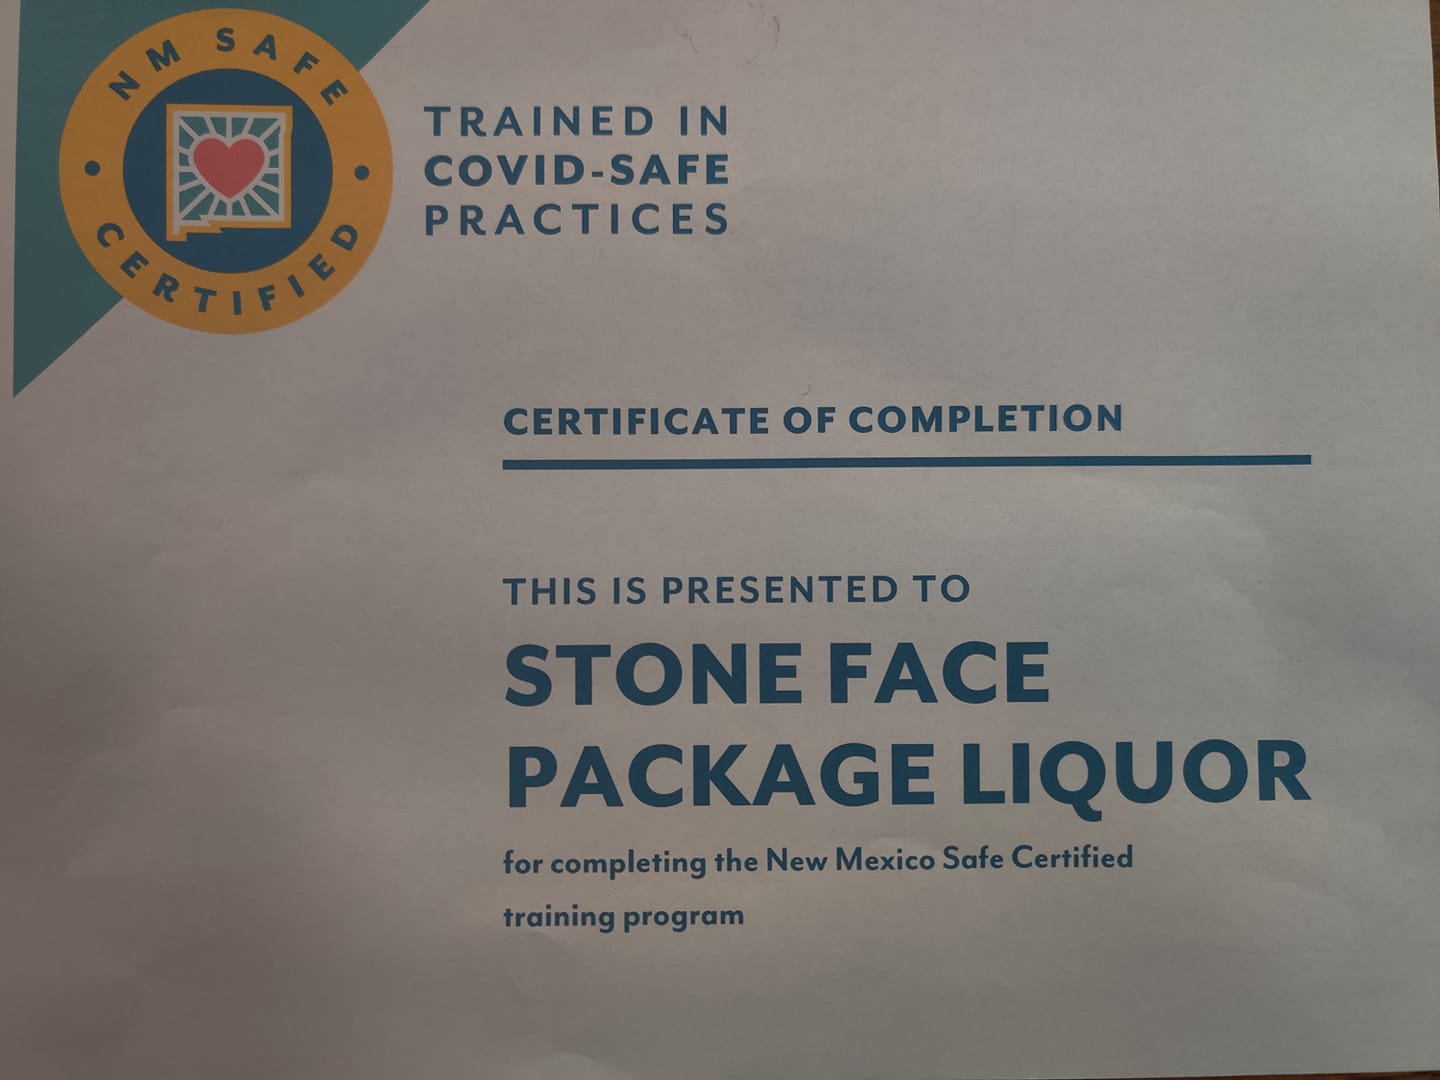 NM SAFE
CERTIFIED
TRAINED IN
COVID-SAFE
PRACTICES
CERTIFICATE OF COMPLETION
THIS IS PRESENTED TO
STONE FACE
PACKAGE LIQUOR
for completing the New Mexico Safe Certified
training program